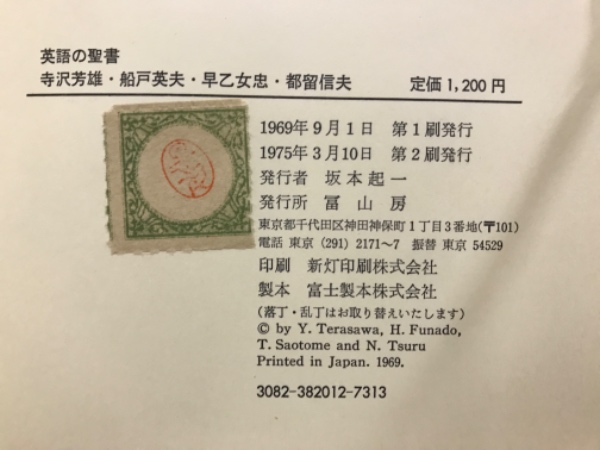 英語の聖書
寺沢芳雄・船戸英夫・早乙女忠・都留信夫 定価1,200円
1969年9月1日 第1刷発行
1975年3月10日 第2刷発行
発行者 坂本起一
発行所 冨山房
東京都千代田区神田神保町1丁目3番地(〒101)
電話 東京 (291) 2171〜7 振替 東京 54529
印刷 新灯印刷株式会社
製本 富士製本株式会社
(落丁・乱丁はお取り替えいたします)
© by Y. Terasawa, H. Funado,
T. Saotome and N. Tsuru
Printed in Japan. 1969.
3082-382012-7313